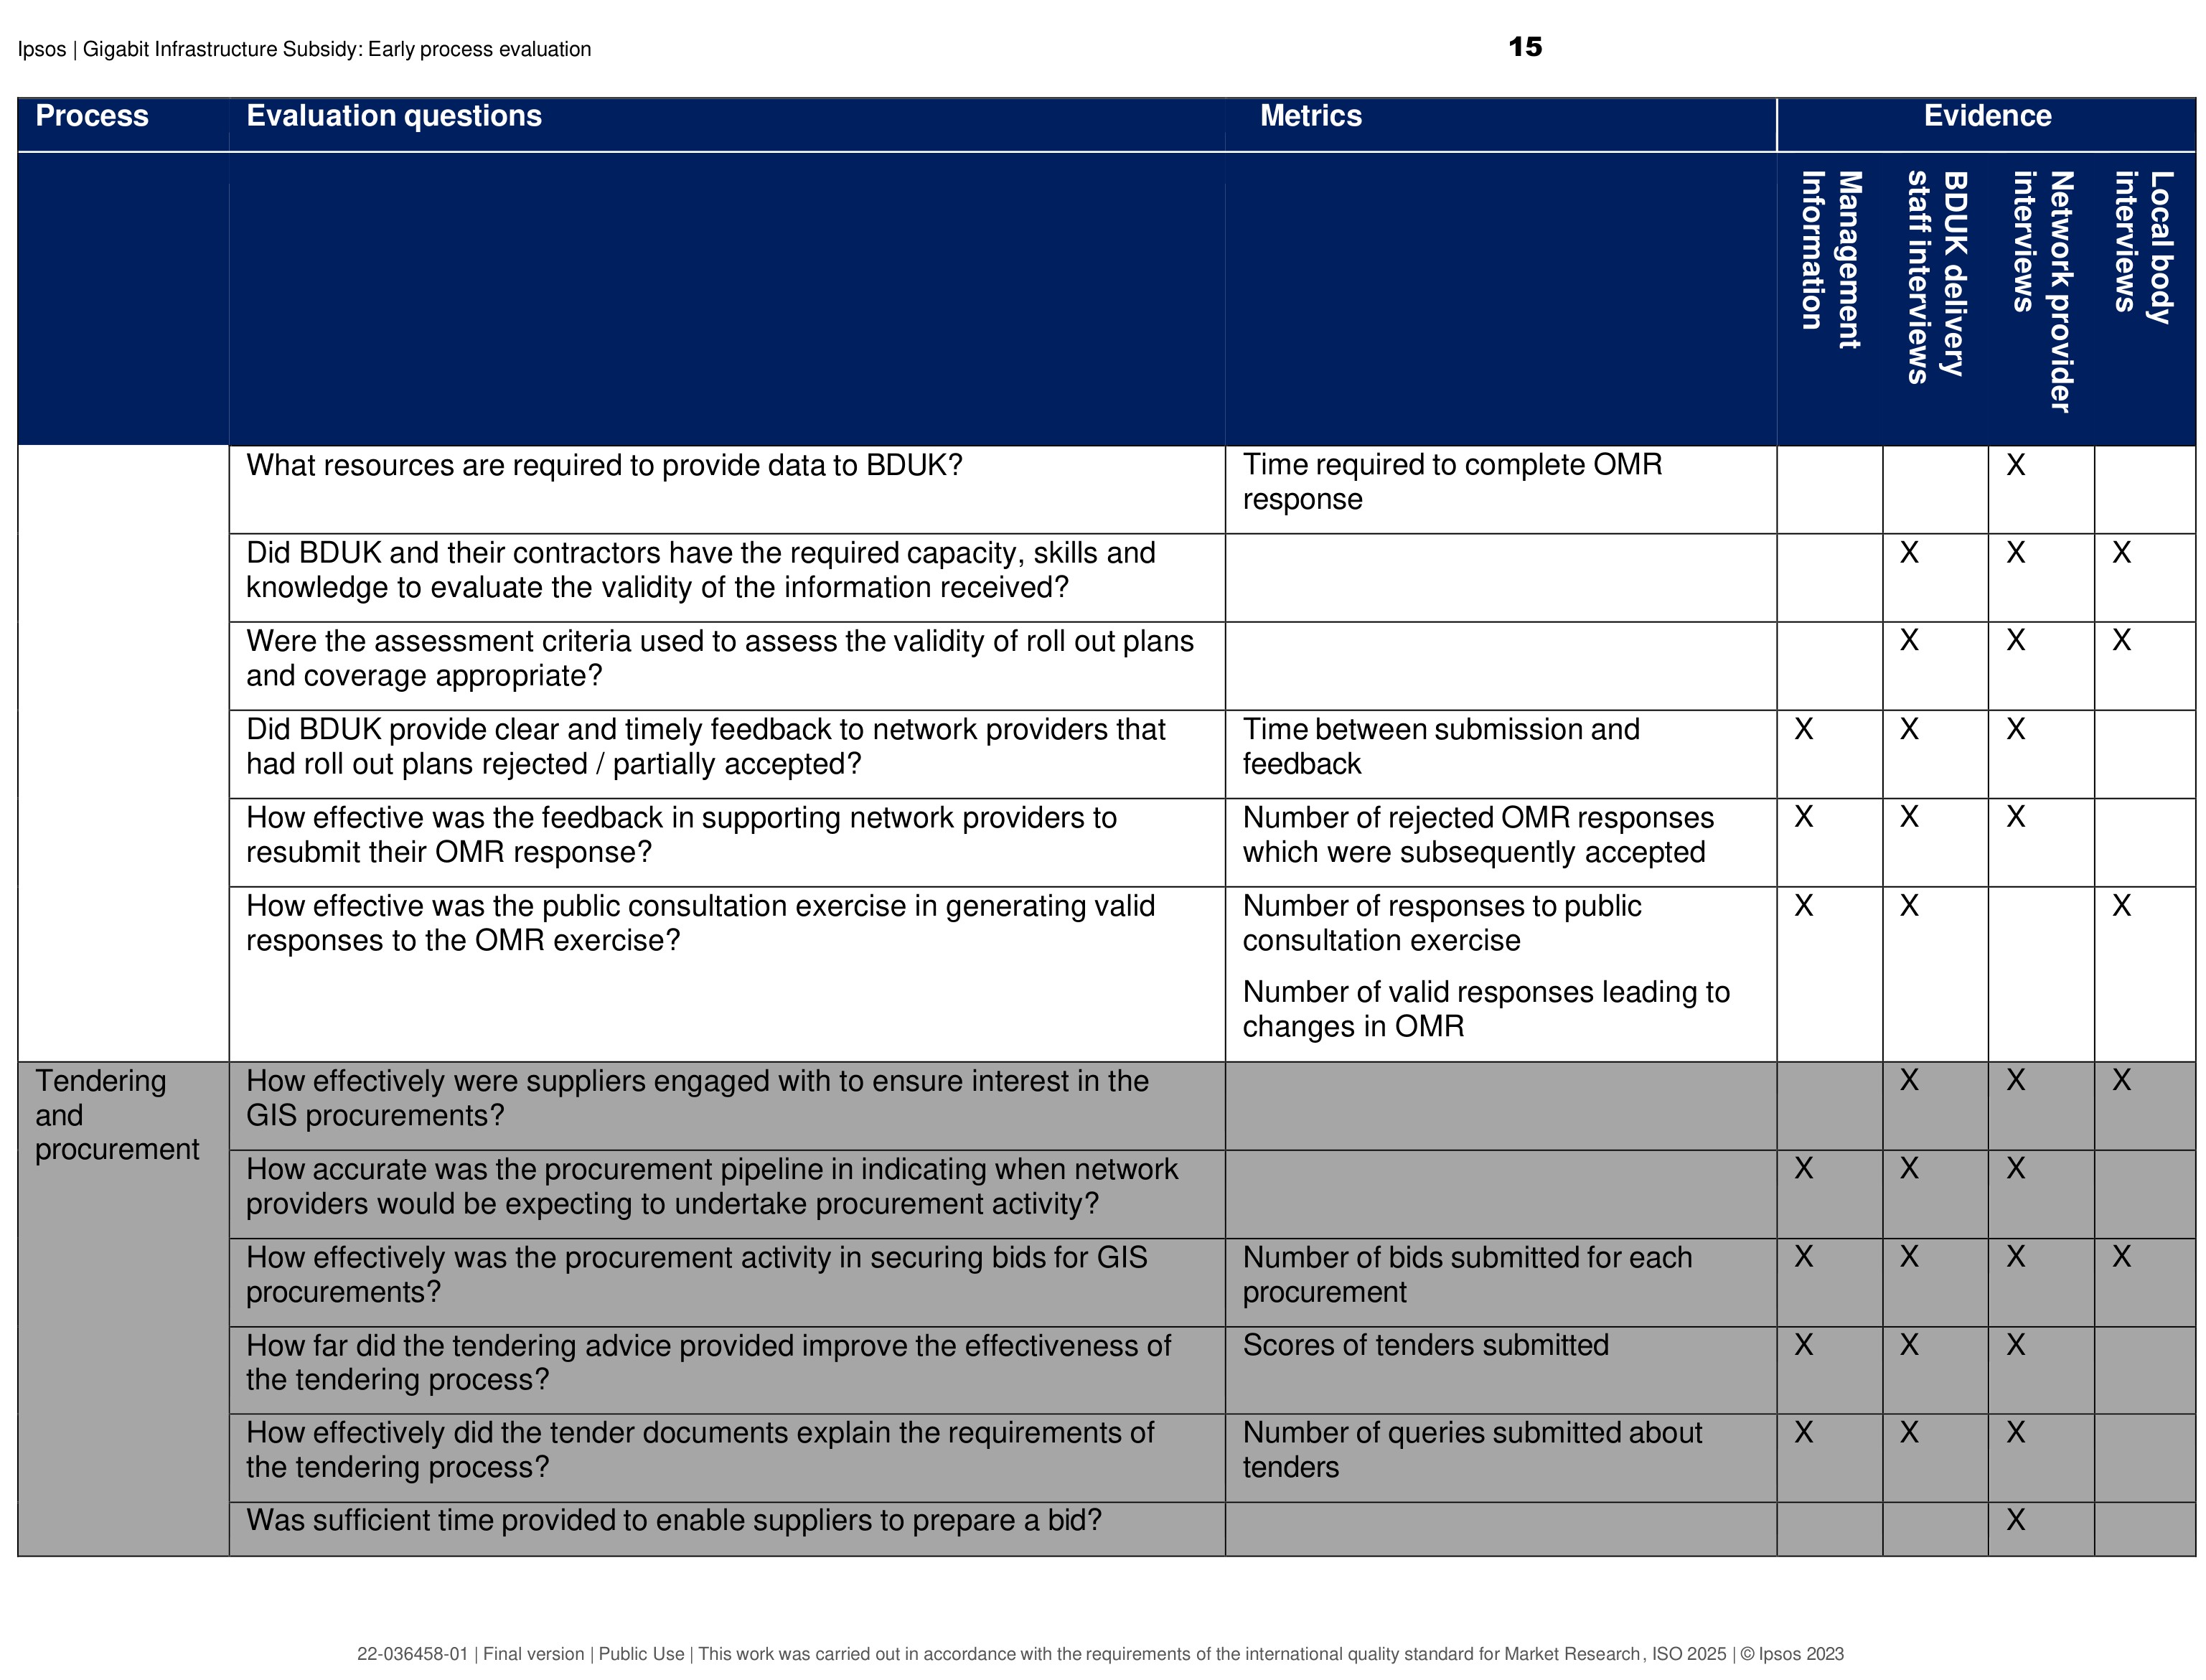 Ipsos | Gigabit Infrastructure Subsidy: Early process evaluation
15
Process
Evaluation questions
Metrics
Evidence
Management
Information
BDUK delivery
staff interviews
Network provider
interviews
Local body
interviews
What resources are required to provide data to BDUK?
Time required to complete OMR
response
X
Did BDUK and their contractors have the required capacity, skills and
knowledge to evaluate the validity of the information received?
X
X
X
Were the assessment criteria used to assess the validity of roll out plans
and coverage appropriate?
X
X
X
Did BDUK provide clear and timely feedback to network providers that
had roll out plans rejected / partially accepted?
Time between submission and
feedback
X
X
X
How effective was the feedback in supporting network providers to
resubmit their OMR response?
Number of rejected OMR responses
which were subsequently accepted
X
X
X
How effective was the public consultation exercise in generating valid
responses to the OMR exercise?
Number of responses to public
consultation exercise
Number of valid responses leading to
changes in OMR
X
X
X
Tendering
and
procurement
How effectively were suppliers engaged with to ensure interest in the
GIS procurements?
X
X
X
How accurate was the procurement pipeline in indicating when network
providers would be expecting to undertake procurement activity?
X
X
X
How effectively was the procurement activity in securing bids for GIS
procurements?
Number of bids submitted for each
procurement
X
X
X
X
How far did the tendering advice provided improve the effectiveness of
the tendering process?
Scores of tenders submitted
X
X
X
How effectively did the tender documents explain the requirements of
the tendering process?
Number of queries submitted about
tenders
X
X
X
Was sufficient time provided to enable suppliers to prepare a bid?
X
22-036458-01 | Final version | Public Use | This work was carried out in accordance with the requirements of the international quality standard for Market Research, ISO 2025 | © Ipsos 2023